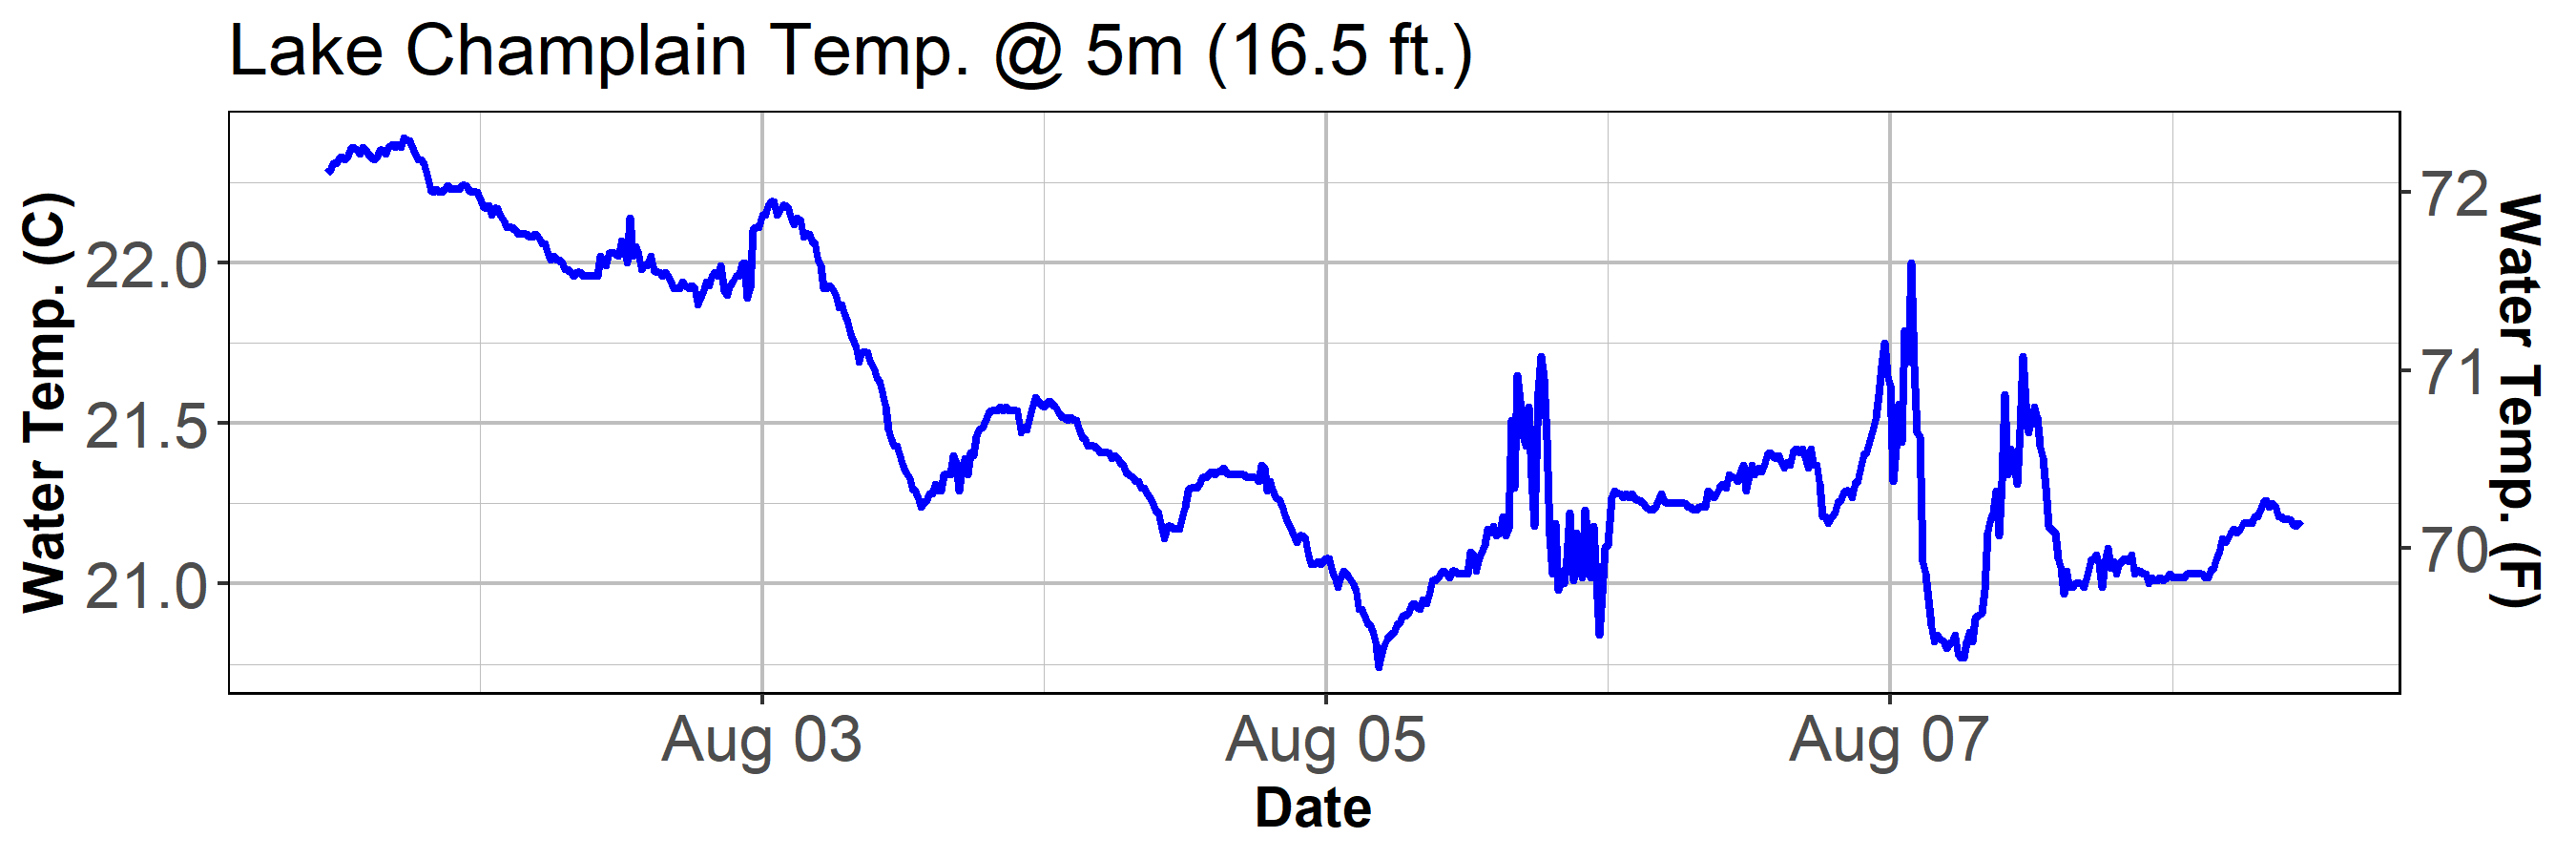 Lake Champlain Temp. @ 5m (16.5 ft.)
Water Temp. (C)
22.0
21.5
21.0
72
71
70
Water Temp. (F)
Aug 03
Aug 05
Aug 07
Date